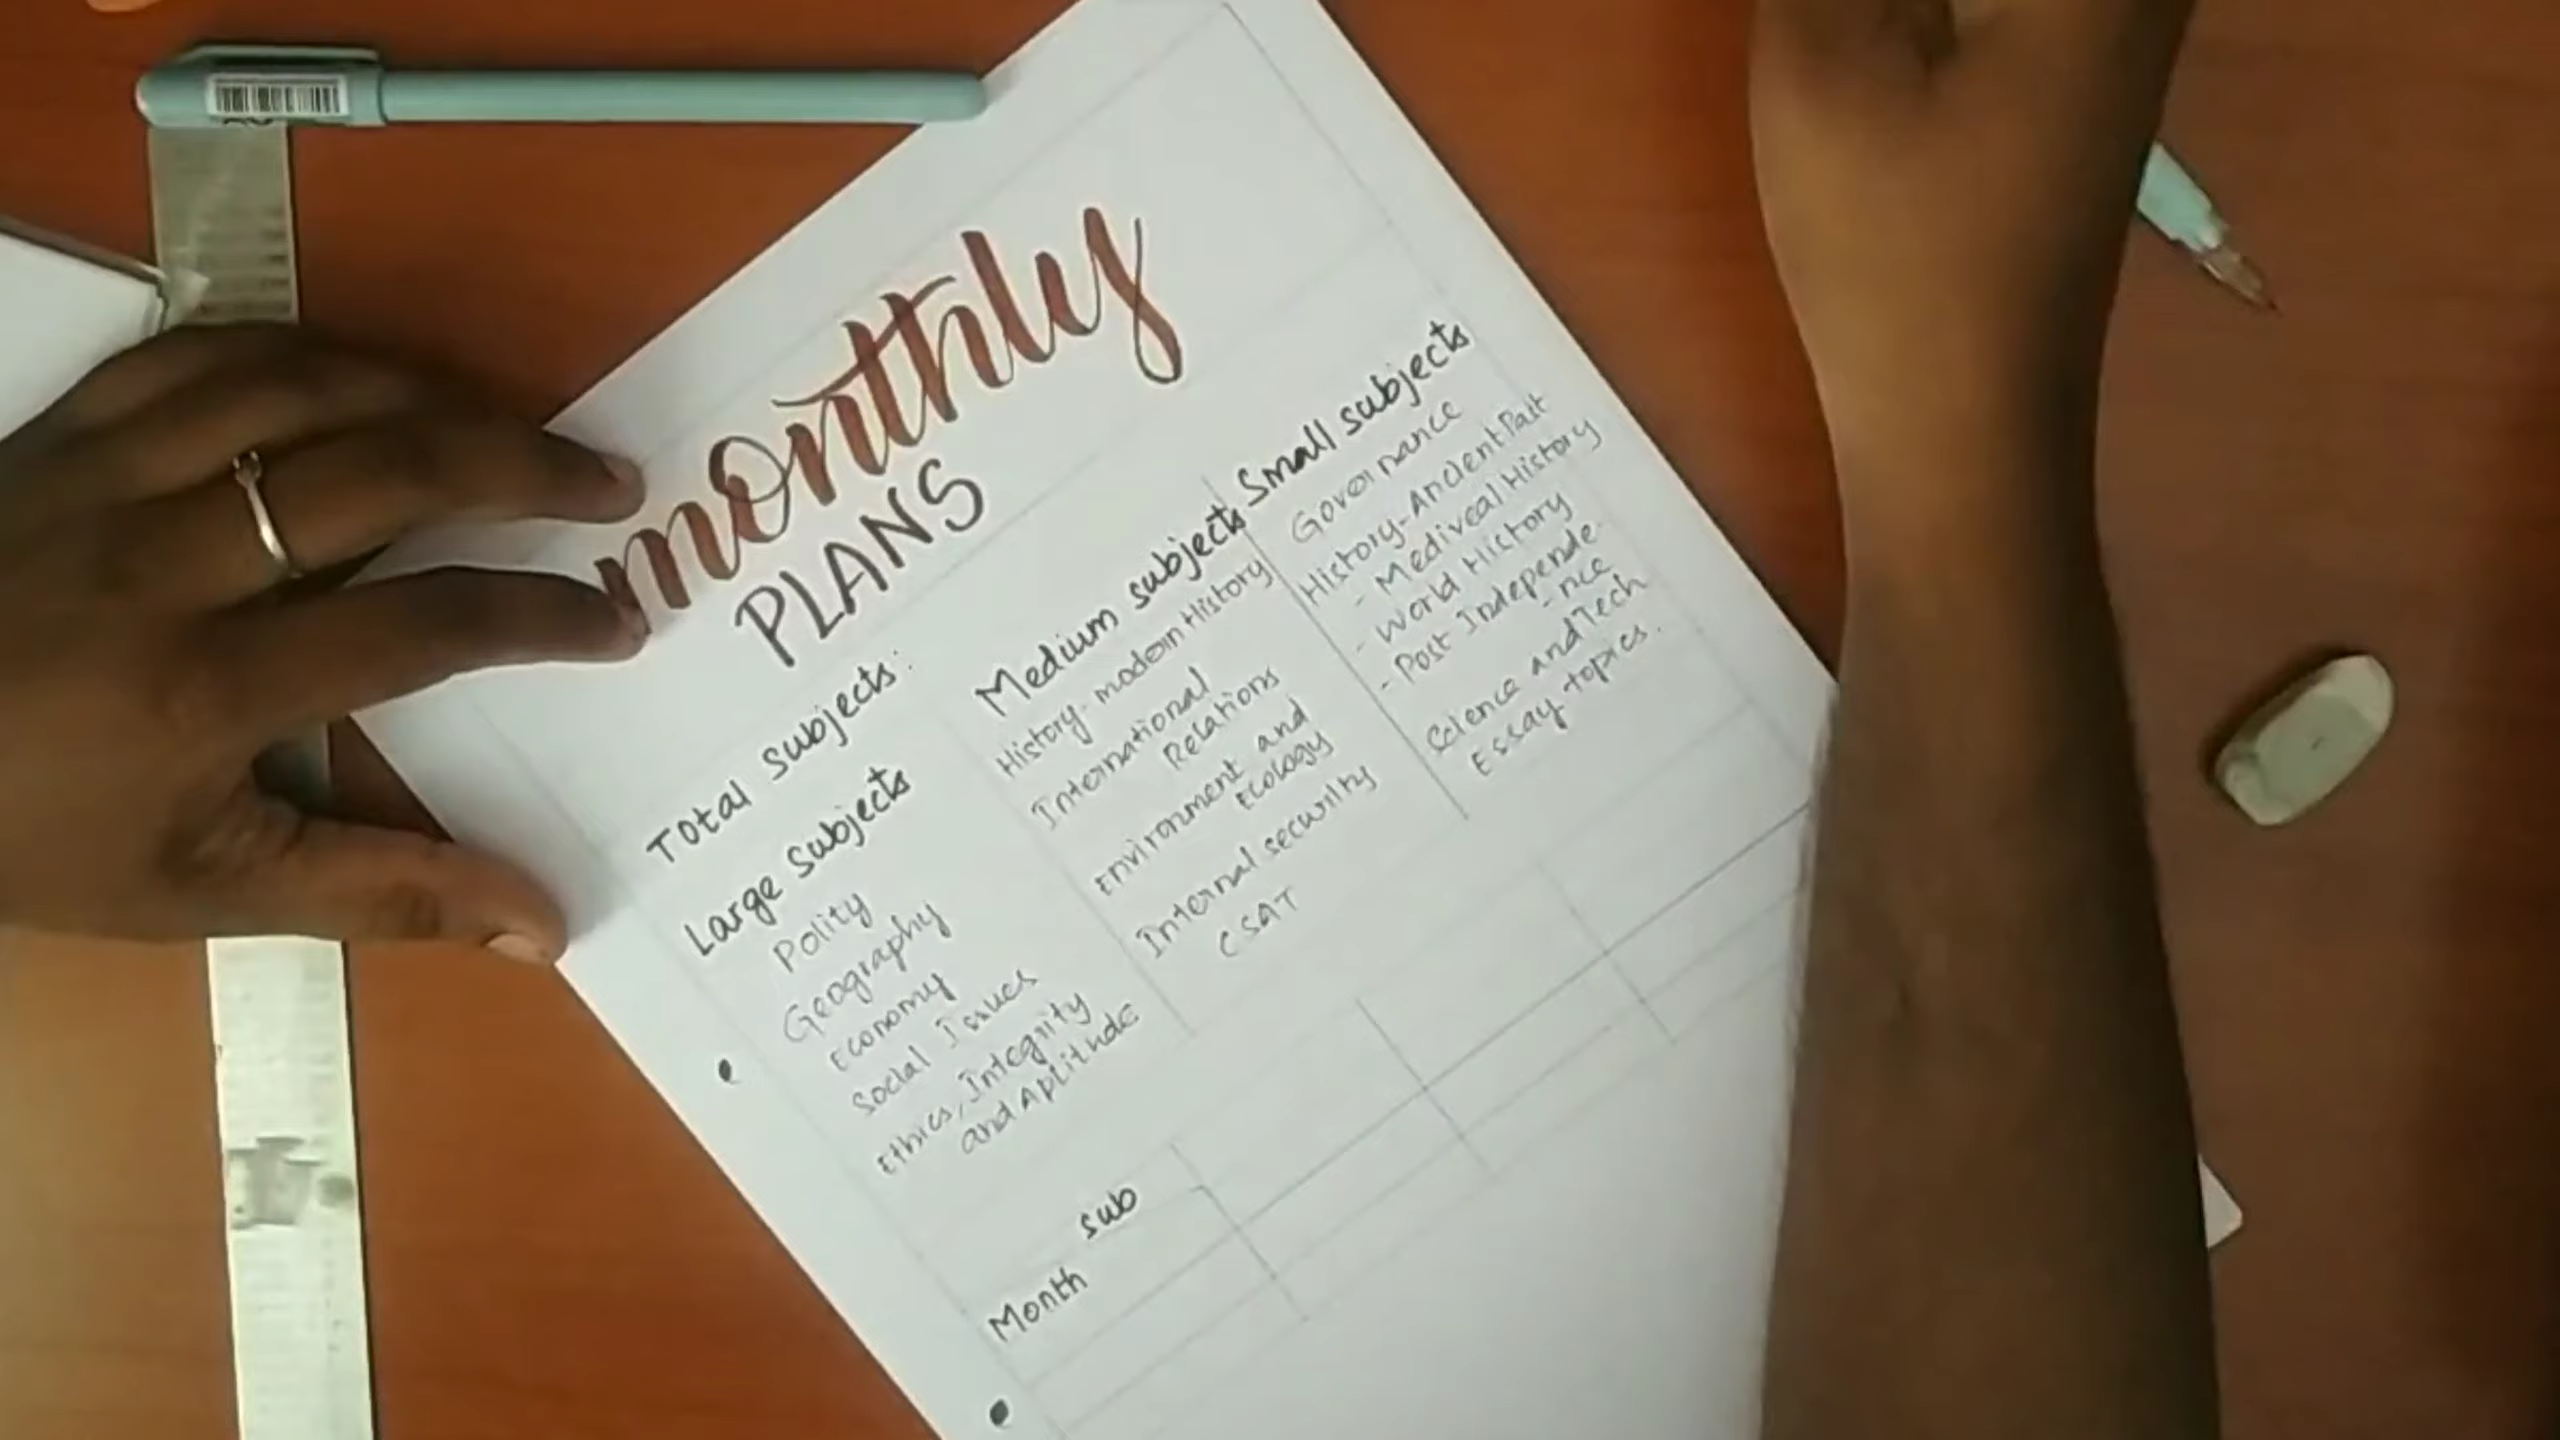 monthly
PLANS
Total subjects:
Large subjects
Polity
Geography
Economy
Social Issues
Ethics, Integrity
and Aptitude
Medium subjects
History- modern History
International
Relations
Environment and
Ecology
Internal security
CSAT
Small subjects
Governance
History- Ancient Past
- Mediveal History
- World History
- Post Independe-
-nce
Science and Tech
Essay topics.
sub
Month